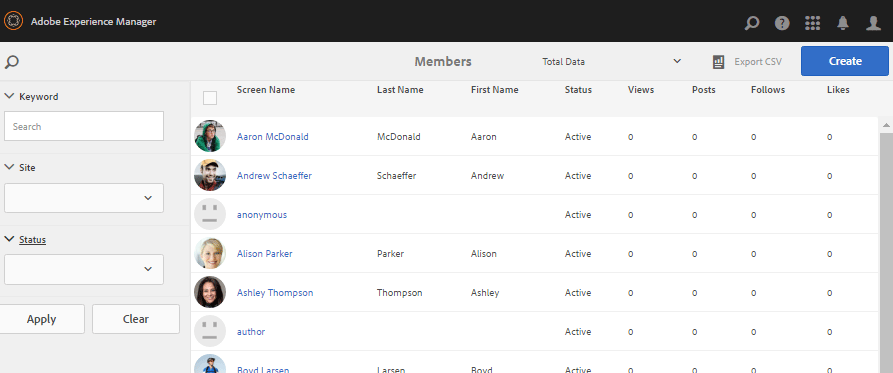 Adobe Experience Manager
Members Total Data Export CSV Create
Keyword
Search
Site
Status
Apply Clear
Screen Name Last Name First Name Status Views Posts Follows Likes
Aaron McDonald McDonald Aaron Active 0 0 0 0
Andrew Schaeffer Schaeffer Andrew Active 0 0 0 0
anonymous Active 0 0 0 0
Alison Parker Parker Alison Active 0 0 0 0
Ashley Thompson Thompson Ashley Active 0 0 0 0
author Active 0 0 0 0
Boyd Larsen Larsen Boyd Active 0 0 0 0